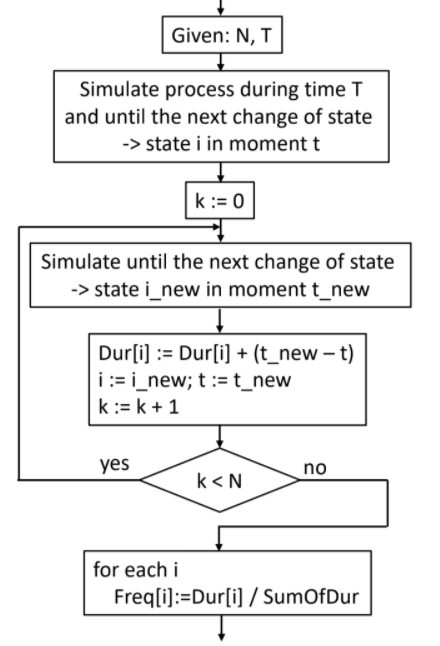 Given: N, T
Simulate process during time T
and until the next change of state
-> state i in moment t
k := 0
Simulate until the next change of state
-> state i_new in moment t_new
Dur[i] := Dur[i] + (t_new – t)
i := i_new; t := t_new
k := k + 1
yes
k < N
no
for each i
Freq[i]:=Dur[i] / SumOfDur